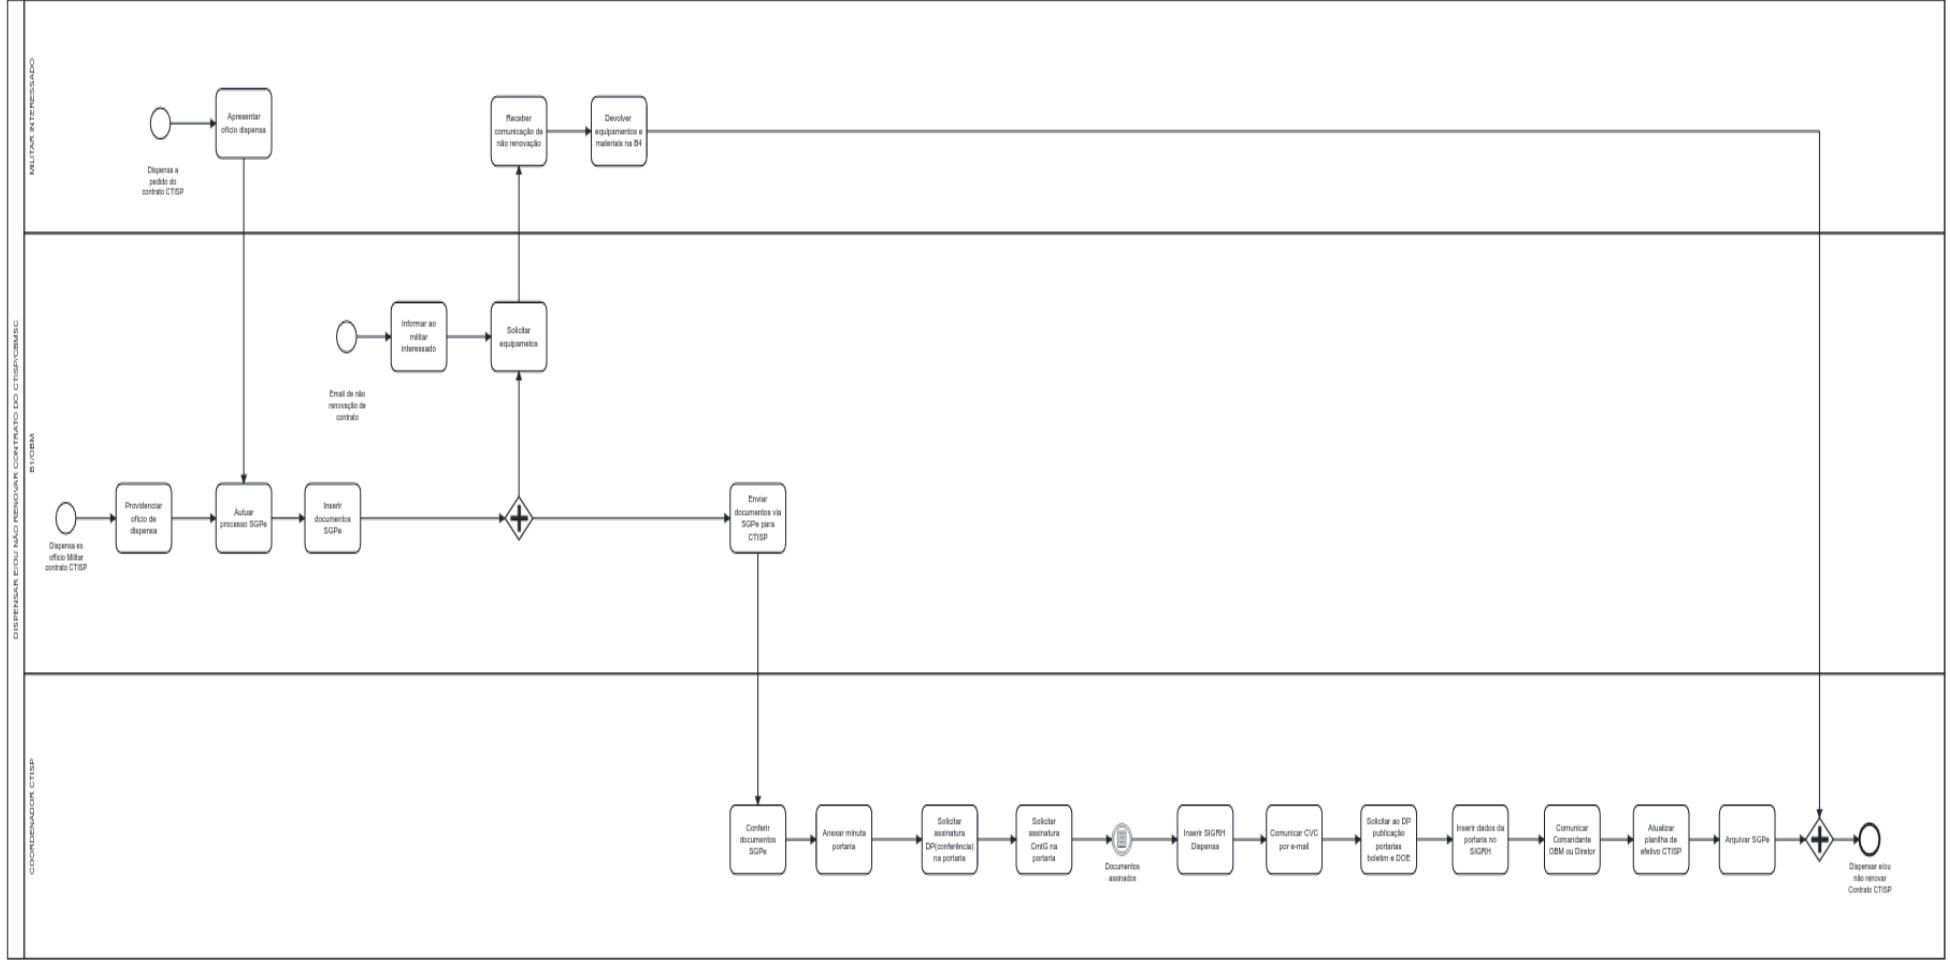 DISPENSAR E/OU NÃO RENOVAR CONTRATO DO CTISP/CBMSC
MILITAR INTERESSADO
Dispensa a
pedido do
contrato CTISP
Apresentar
ofício dispensa
Receber
comunicação de
não renovação
Devolver
equipamentos e
materiais na B4
B1/OBM
Email de não
renovação de
contrato
Informar ao
militar
interessado
Solicitar
equipametos
Dispensa ex
officio Militar
contrato CTISP
Providenciar
ofício de
dispensa
Autuar
processo SGPe
Inserir
documentos
SGPe
Enviar
documentos via
SGPe para
CTISP
COORDENADOR CTISP
Conferir
documentos
SGPe
Anexar minuta
portaria
Solicitar
assinatura
DP(conferência)
na portaria
Solicitar
assinatura
CmtG na
portaria
Documentos
assinados
Inserir SIGRH
Dispensa
Comunicar CVC
por e-mail
Solicitar ao DP
publicação
portarias
boletim e DOE
Inserir dados da
portaria no
SIGRH
Comunicar
Comandante
OBM ou Diretor
Atualizar
planilha de
efetivo CTISP
Arquivar SGPe
Dispensar e/ou
não renovar
Contrato CTISP